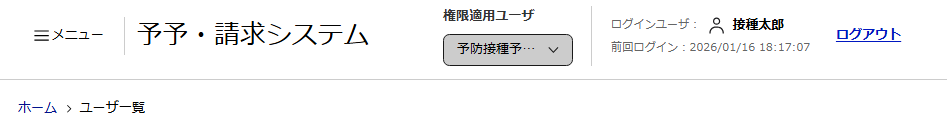 メニュー
予予・請求システム
権限適用ユーザ
予防接種予…
ログインユーザ： 接種太郎
前回ログイン：2026/01/16 18:17:07
ログアウト
ホーム > ユーザ一覧